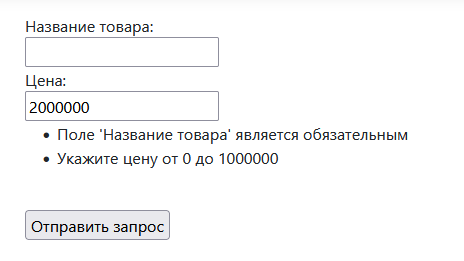 Название товара:
Цена:
2000000
• Поле 'Название товара' является обязательным
• Укажите цену от 0 до 1000000
Отправить запрос